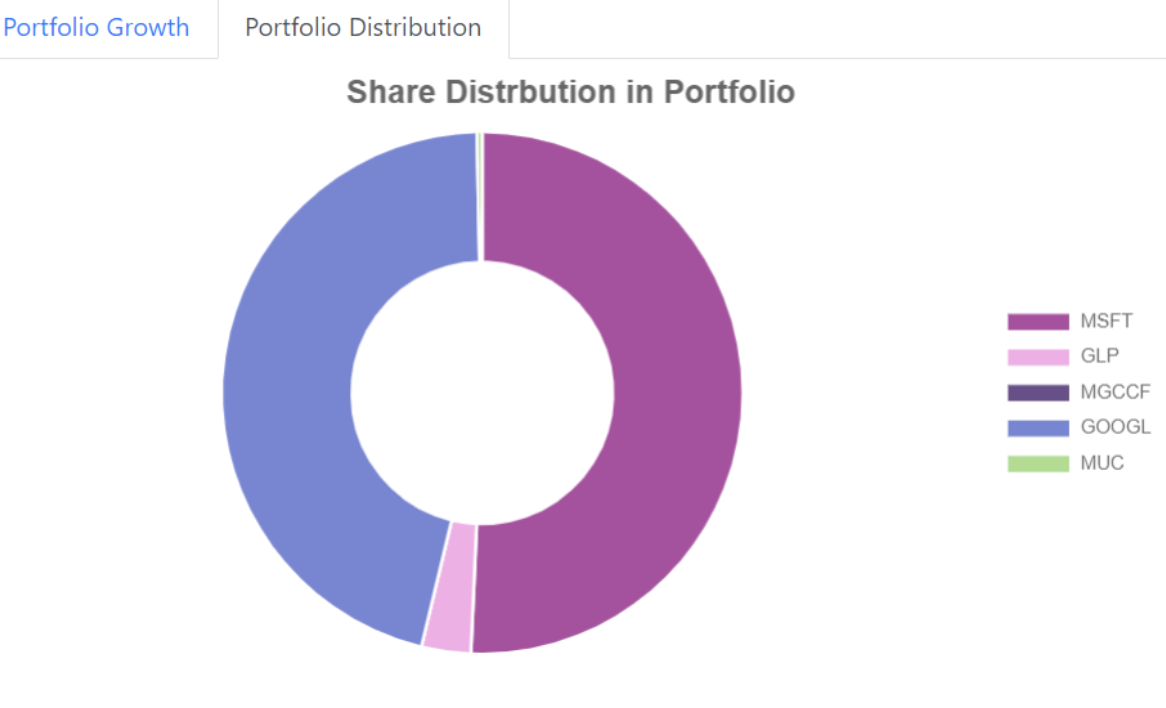 Portfolio Growth
Portfolio Distribution
Share Distrbution in Portfolio
MSFT
GLP
MGCCF
GOOGL
MUC